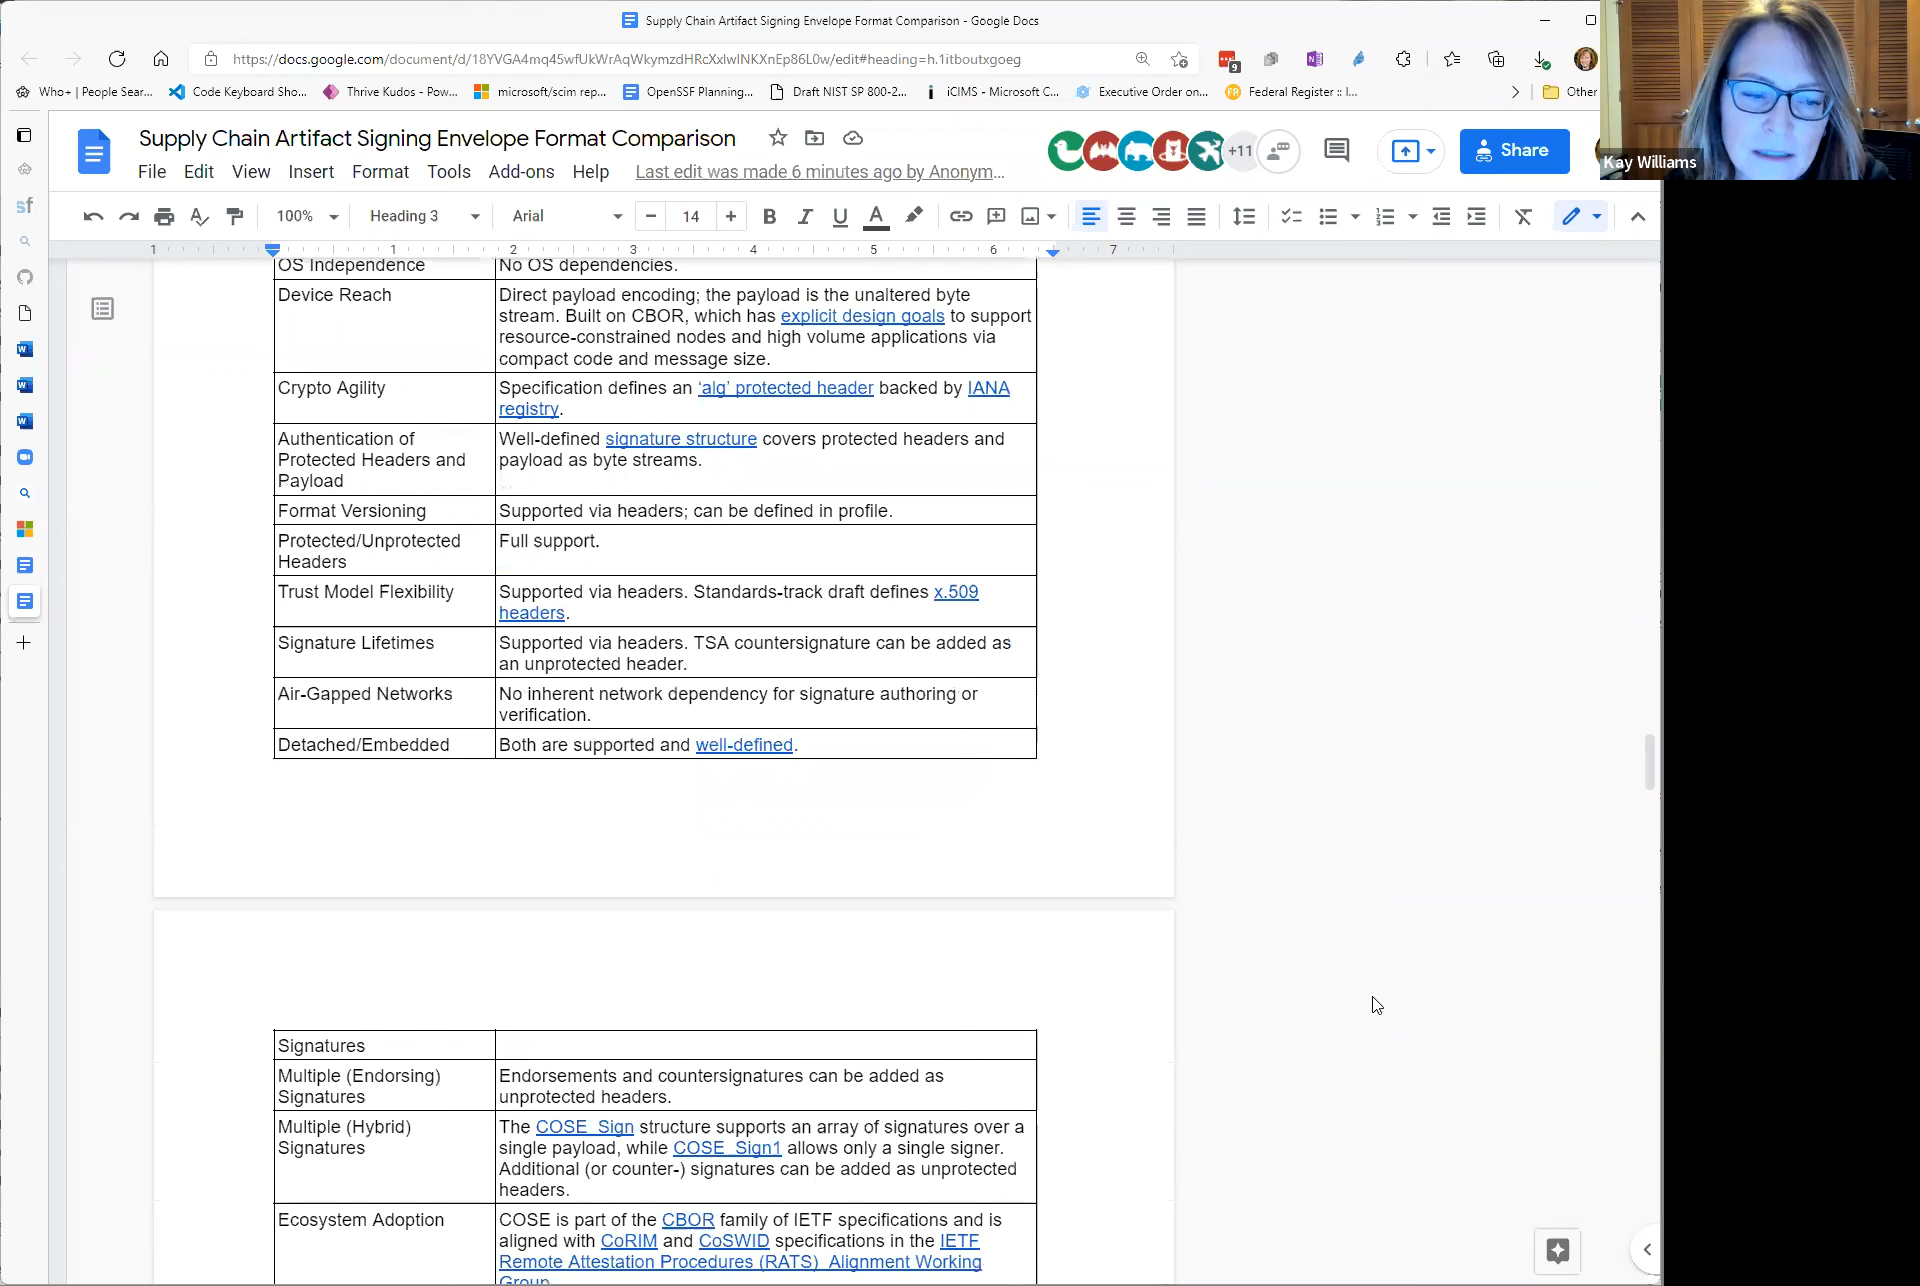 Supply Chain Artifact Signing Envelope Format Comparison - Google Docs
https://docs.google.com/document/d/18YVGA4mq45wfUkWrAqWkymzdHRcXxlwlNKXnEp86L0w/edit#heading=h.1itboutxgoeg
9
Who+ | People Sear...
Code Keyboard Sho...
Thrive Kudos - Pow...
microsoft/scim rep...
OpenSSF Planning...
Draft NIST SP 800-2...
iCIMS - Microsoft C...
Executive Order on...
Federal Register :: I...
Other
Kay Williams
Supply Chain Artifact Signing Envelope Format Comparison
+11
Share
File Edit View Insert Format Tools Add-ons Help Last edit was made 6 minutes ago by Anonym...
100% Heading 3 Arial 14
1 1 2 3 4 5 6 7
sf
OS Independence
No OS dependencies.
Device Reach
Direct payload encoding; the payload is the unaltered byte
stream. Built on CBOR, which has explicit design goals to support
resource-constrained nodes and high volume applications via
compact code and message size.
Crypto Agility
Specification defines an ‘alg’ protected header backed by IANA
registry.
Authentication of
Protected Headers and
Payload
Well-defined signature structure covers protected headers and
payload as byte streams.
Format Versioning
Supported via headers; can be defined in profile.
Protected/Unprotected
Headers
Full support.
Trust Model Flexibility
Supported via headers. Standards-track draft defines x.509
headers.
Signature Lifetimes
Supported via headers. TSA countersignature can be added as
an unprotected header.
Air-Gapped Networks
No inherent network dependency for signature authoring or
verification.
Detached/Embedded
Both are supported and well-defined.
Signatures
Multiple (Endorsing)
Signatures
Endorsements and countersignatures can be added as
unprotected headers.
Multiple (Hybrid)
Signatures
The COSE_Sign structure supports an array of signatures over a
single payload, while COSE_Sign1 allows only a single signer.
Additional (or counter-) signatures can be added as unprotected
headers.
Ecosystem Adoption
COSE is part of the CBOR family of IETF specifications and is
aligned with CoRIM and CoSWID specifications in the IETF
Remote Attestation Procedures (RATS) Alignment Working
Group